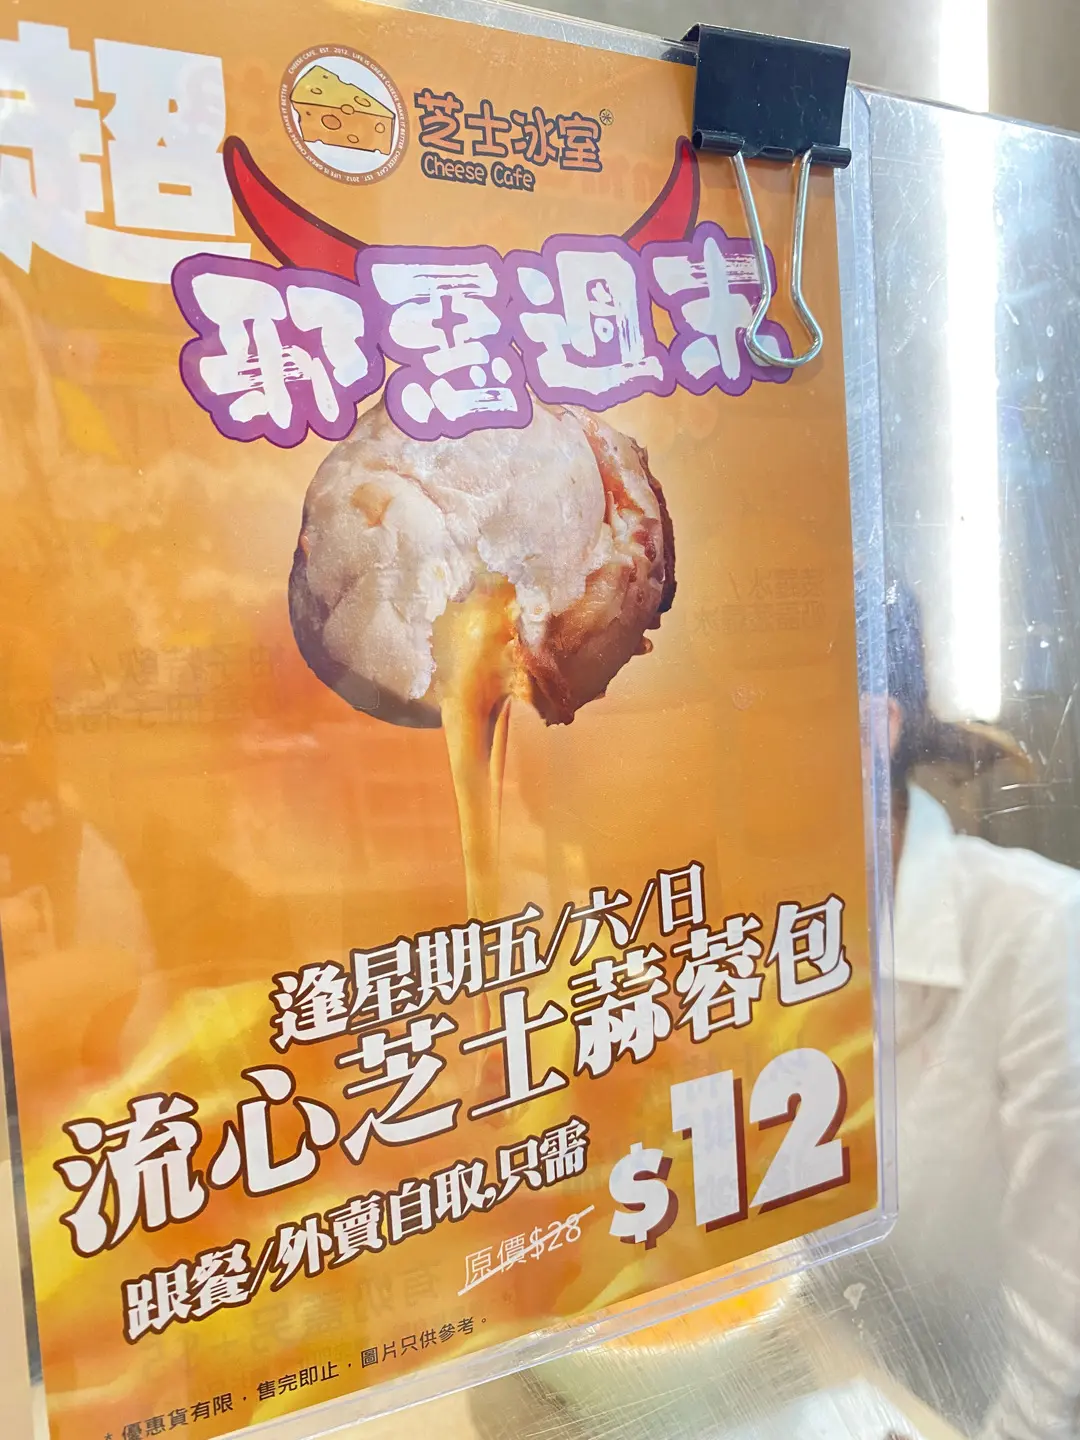 超
芝士冰室
Cheese Cafe
邪惡週末
逢星期五/六/日
流心芝士蒜蓉包
跟餐/外賣自取,只需
$12
原價$28
*優惠貨有限，售完即止，圖片只供參考。